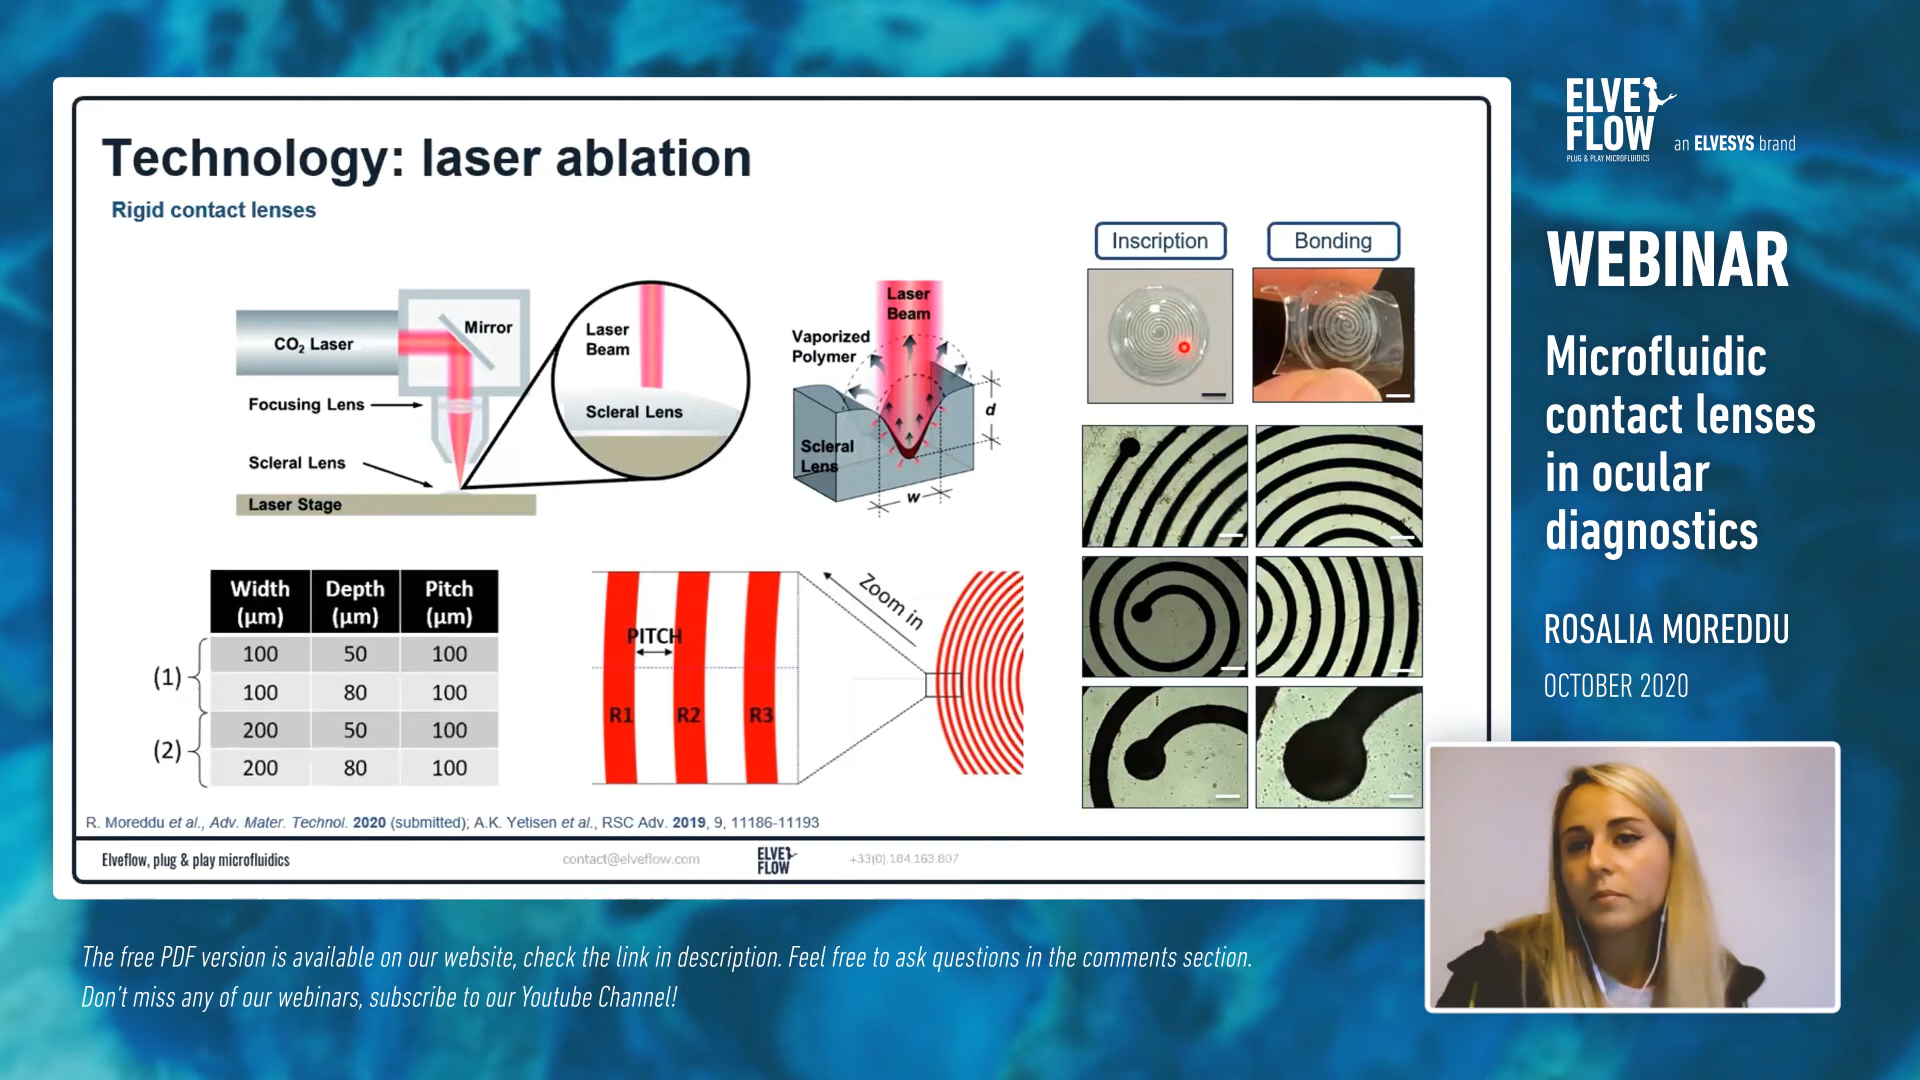 Technology: laser ablation
Rigid contact lenses
CO₂ Laser
Mirror
Focusing Lens
Scleral Lens
Laser Stage
Laser
Beam
Scleral Lens
Laser
Beam
Vaporized
Polymer
Scleral
Lens
d
w
Inscription
Bonding
Width (µm) Depth (µm) Pitch (µm)
(1)
100 50 100
100 80 100
(2)
200 50 100
200 80 100
PITCH
R1 R2 R3
Zoom in
R. Moreddu et al., Adv. Mater. Technol. 2020 (submitted); A.K. Yetisen et al., RSC Adv. 2019, 9, 11186-11193
Elveflow, plug & play microfluidics
contact@elveflow.com
ELVE
FLOW
+33(0).184.163.807
ELVE
FLOW
PLUG & PLAY MICROFLUIDICS
an ELVESYS brand
WEBINAR
Microfluidic
contact lenses
in ocular
diagnostics
ROSALIA MOREDDU
OCTOBER 2020
The free PDF version is available on our website, check the link in description. Feel free to ask questions in the comments section.
Don't miss any of our webinars, subscribe to our Youtube Channel!